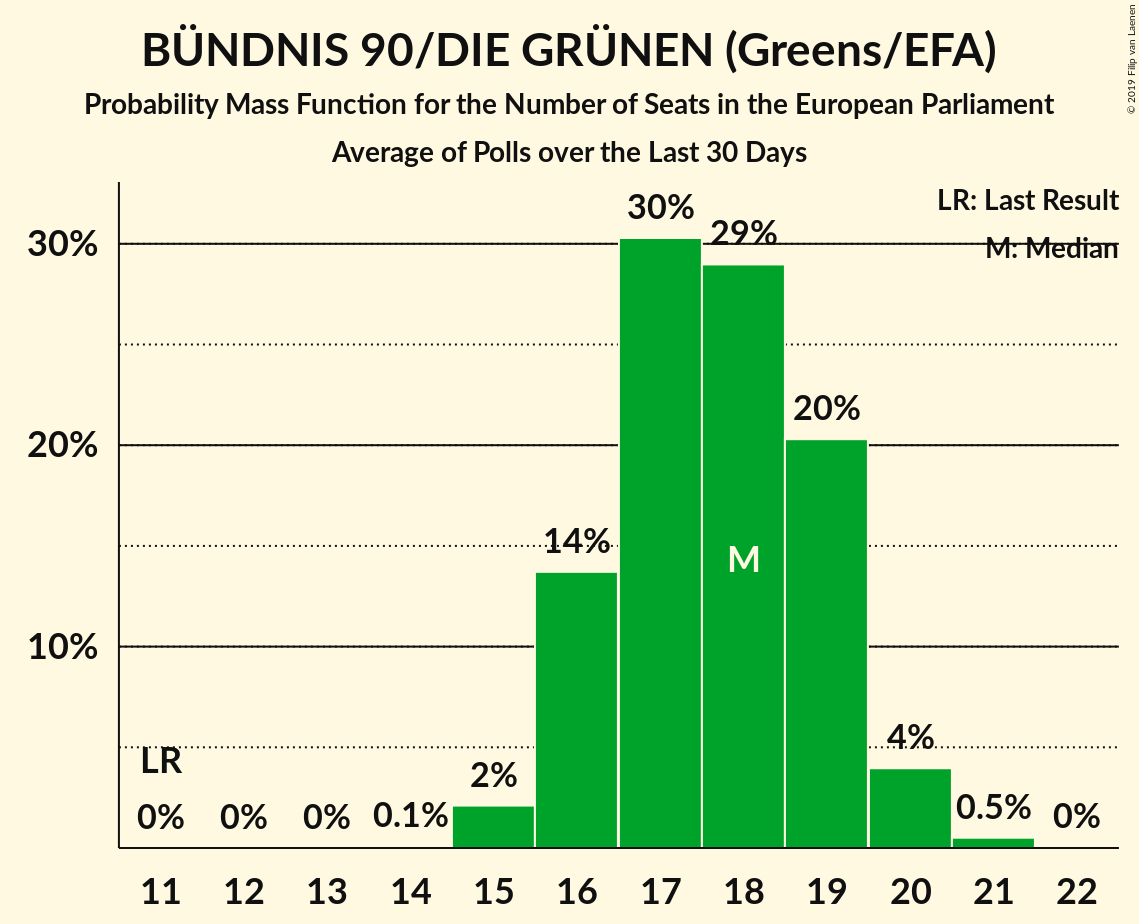 BÜNDNIS 90/DIE GRÜNEN (Greens/EFA)
Probability Mass Function for the Number of Seats in the European Parliament
Average of Polls over the Last 30 Days
© 2019 Filip van Laenen
LR: Last Result
M: Median
30%
20%
10%
LR
0%
0%
0%
0.1%
2%
14%
30%
29%
M
20%
4%
0.5%
0%
11 12 13 14 15 16 17 18 19 20 21 22